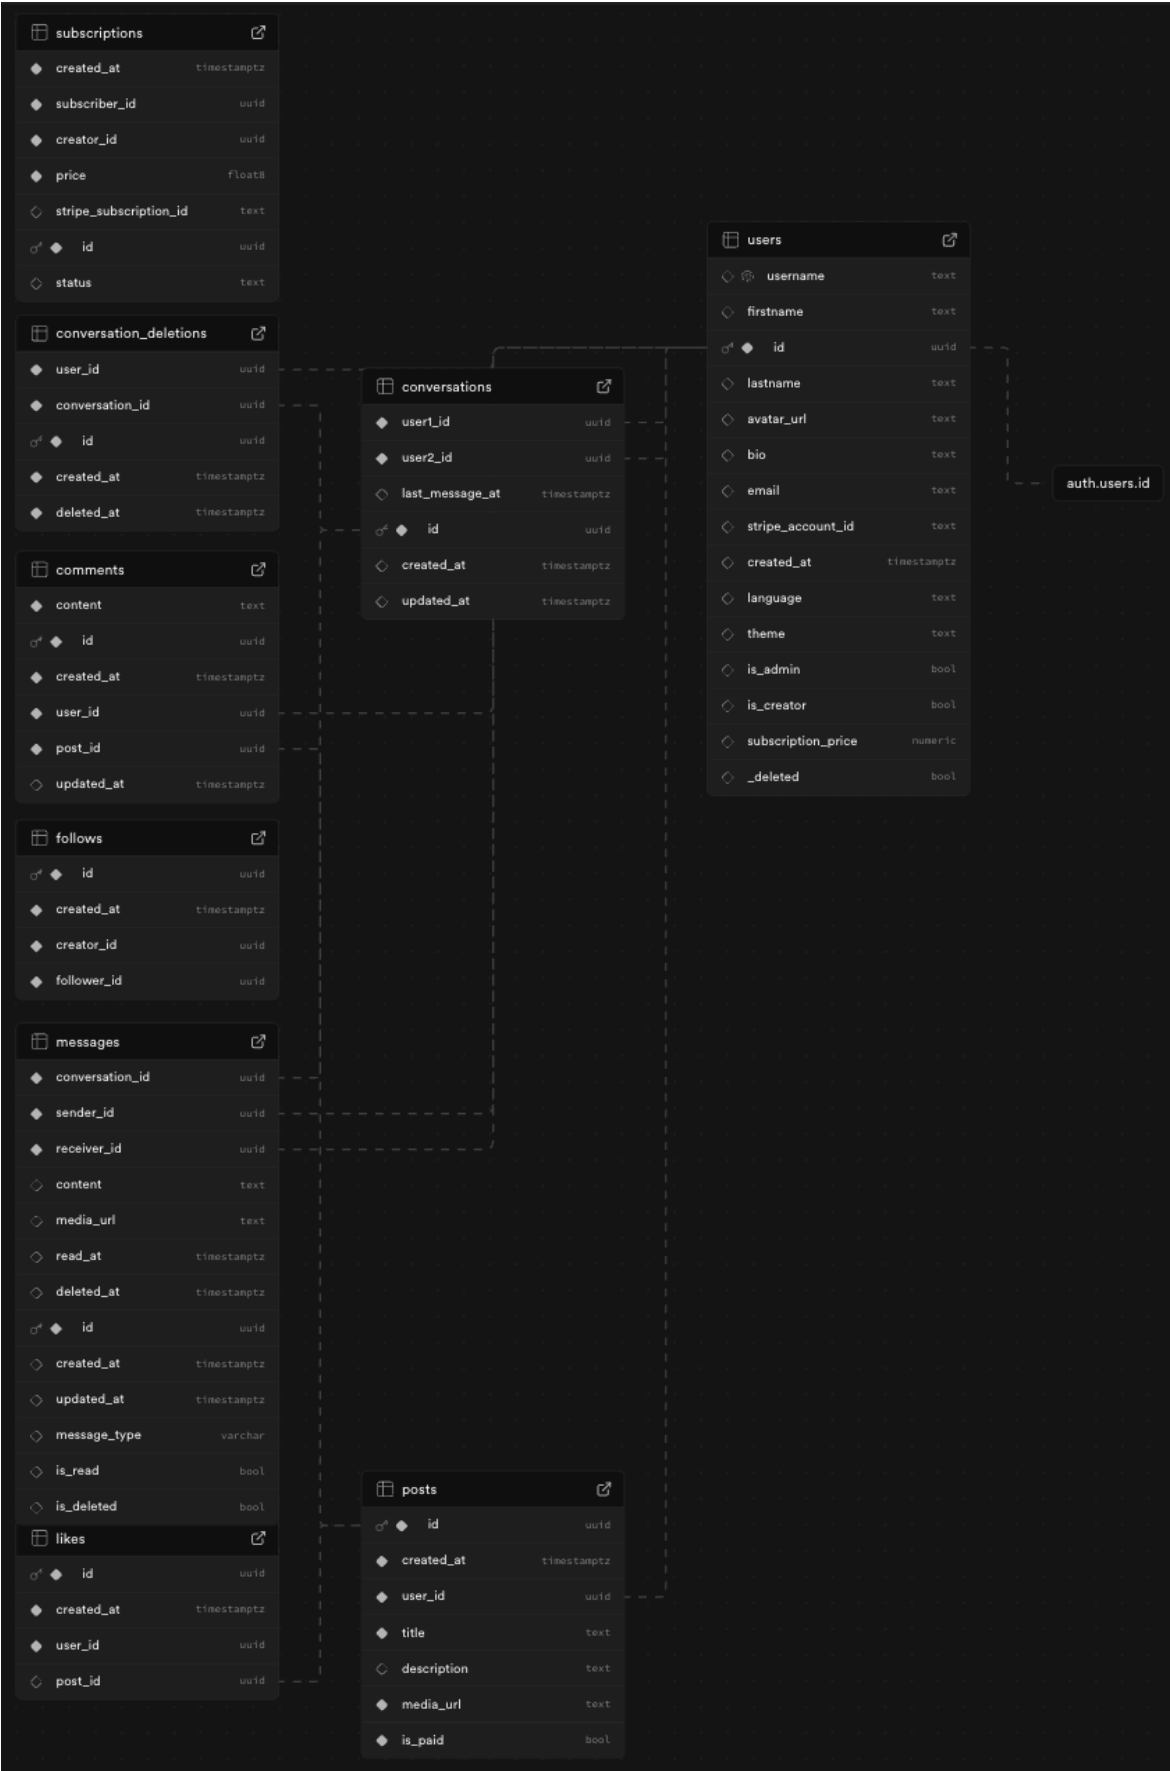 subscriptions
created_at timestamptz
subscriber_id uuid
creator_id uuid
price float8
stripe_subscription_id text
id uuid
status text
conversation_deletions
user_id uuid
conversation_id uuid
id uuid
created_at timestamptz
deleted_at timestamptz
comments
content text
id uuid
created_at timestamptz
user_id uuid
post_id uuid
updated_at timestamptz
follows
id uuid
created_at timestamptz
creator_id uuid
follower_id uuid
messages
conversation_id uuid
sender_id uuid
receiver_id uuid
content text
media_url text
read_at timestamptz
deleted_at timestamptz
id uuid
created_at timestamptz
updated_at timestamptz
message_type varchar
is_read bool
is_deleted bool
likes
id uuid
created_at timestamptz
user_id uuid
post_id uuid
conversations
user1_id uuid
user2_id uuid
last_message_at timestamptz
id uuid
created_at timestamptz
updated_at timestamptz
posts
id uuid
created_at timestamptz
user_id uuid
title text
description text
media_url text
is_paid bool
users
username text
firstname text
id uuid
lastname text
avatar_url text
bio text
email text
stripe_account_id text
created_at timestamptz
language text
theme text
is_admin bool
is_creator bool
subscription_price numeric
_deleted bool
auth.users.id